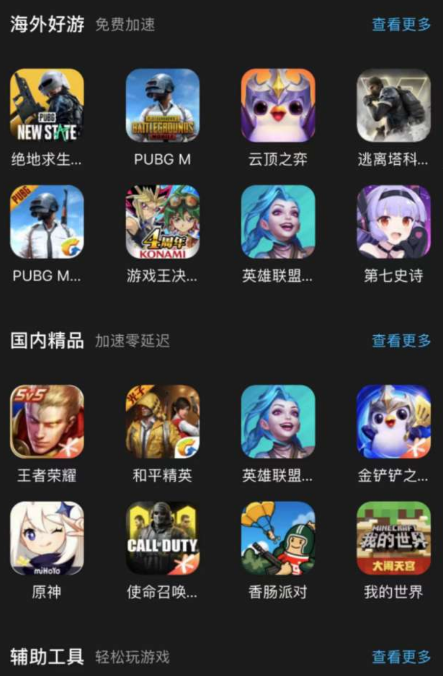 海外好游 免费加速 查看更多
PUBG
NEW STATE
BATTLEGROUNDS
绝地求生... PUBG M 云顶之弈 逃离塔科...
PUBG
4周年
KONAMI
PUBG M... 游戏王决... 英雄联盟... 第七史诗
国内精品 加速零延迟 查看更多
5v5
王者荣耀 和平精英 英雄联盟... 金铲铲之...
miHoYo
CALL OF DUTY
MINECRAFT
我的世界
大闹天宫
原神 使命召唤... 香肠派对 我的世界
辅助工具 轻松玩游戏 查看更多